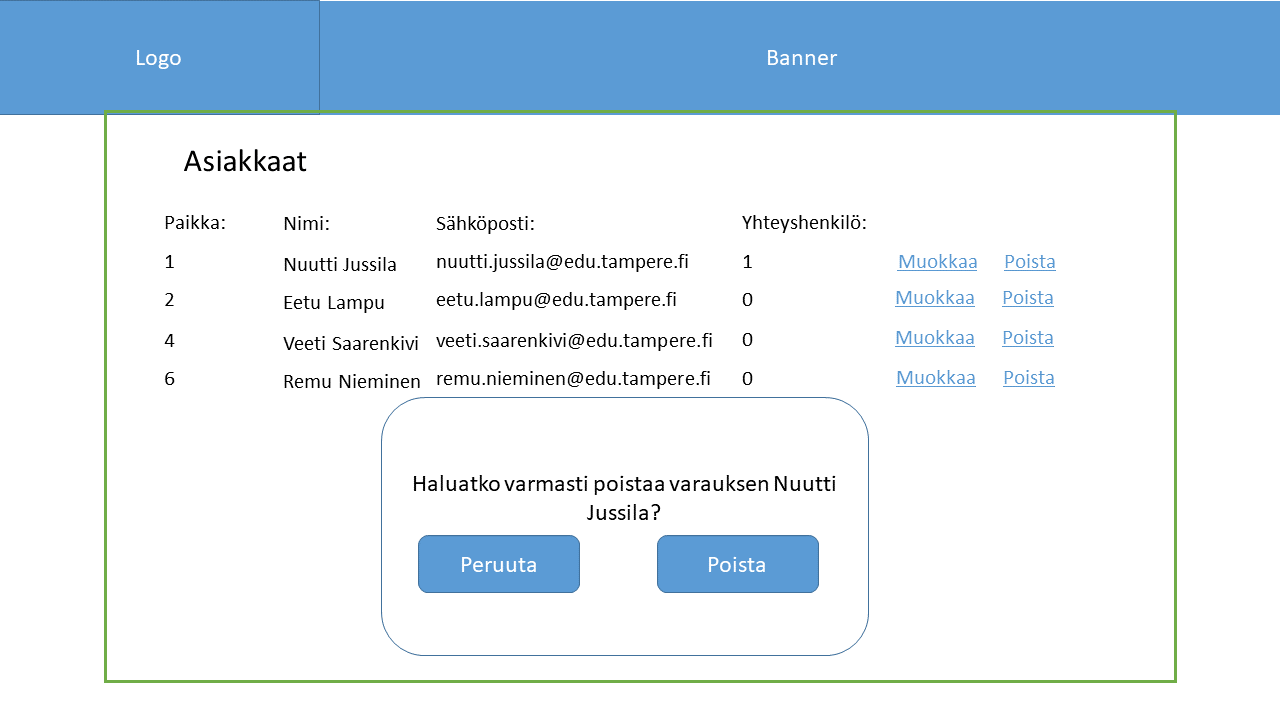 Logo
Banner
Asiakkaat
Paikka: Nimi: Sähköposti: Yhteyshenkilö:
1 Nuutti Jussila nuutti.jussila@edu.tampere.fi 1 Muokkaa Poista
2 Eetu Lampu eetu.lampu@edu.tampere.fi 0 Muokkaa Poista
4 Veeti Saarenkivi veeti.saarenkivi@edu.tampere.fi 0 Muokkaa Poista
6 Remu Nieminen remu.nieminen@edu.tampere.fi 0 Muokkaa Poista
Haluatko varmasti poistaa varauksen Nuutti
Jussila?
Peruuta Poista